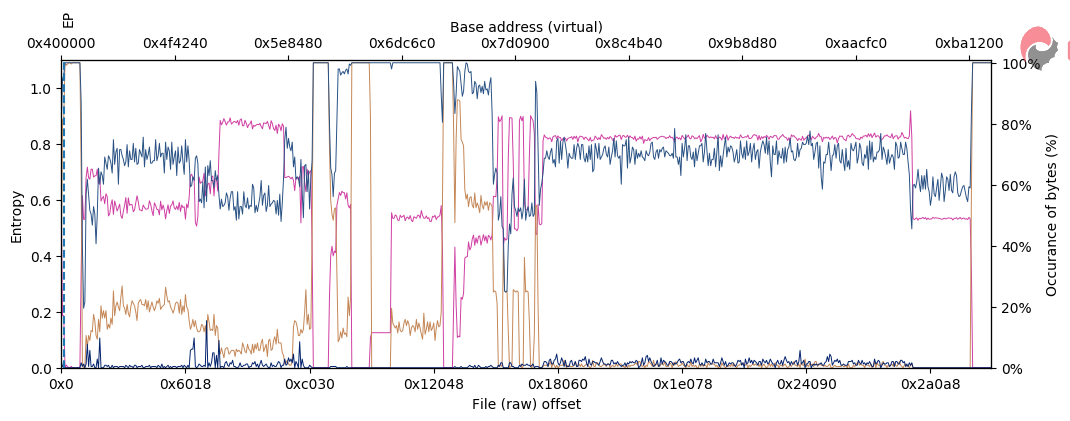 EP
Base address (virtual)
0x400000 0x4f4240 0x5e8480 0x6dc6c0 0x7d0900 0x8c4b40 0x9b8d80 0xaacfc0 0xba1200
1.0
0.8
0.6
0.4
0.2
0.0
Entropy
100%
80%
60%
40%
20%
0%
Occurance of bytes (%)
0x0 0x6018 0xc030 0x12048 0x18060 0x1e078 0x24090 0x2a0a8
File (raw) offset